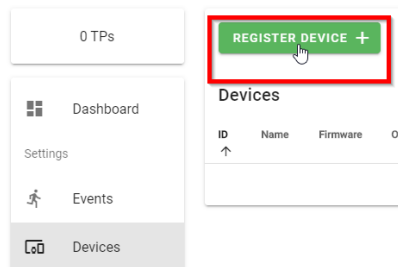 0 TPs
REGISTER DEVICE +
Dashboard
Devices
ID Name Firmware
Settings
Events
Devices